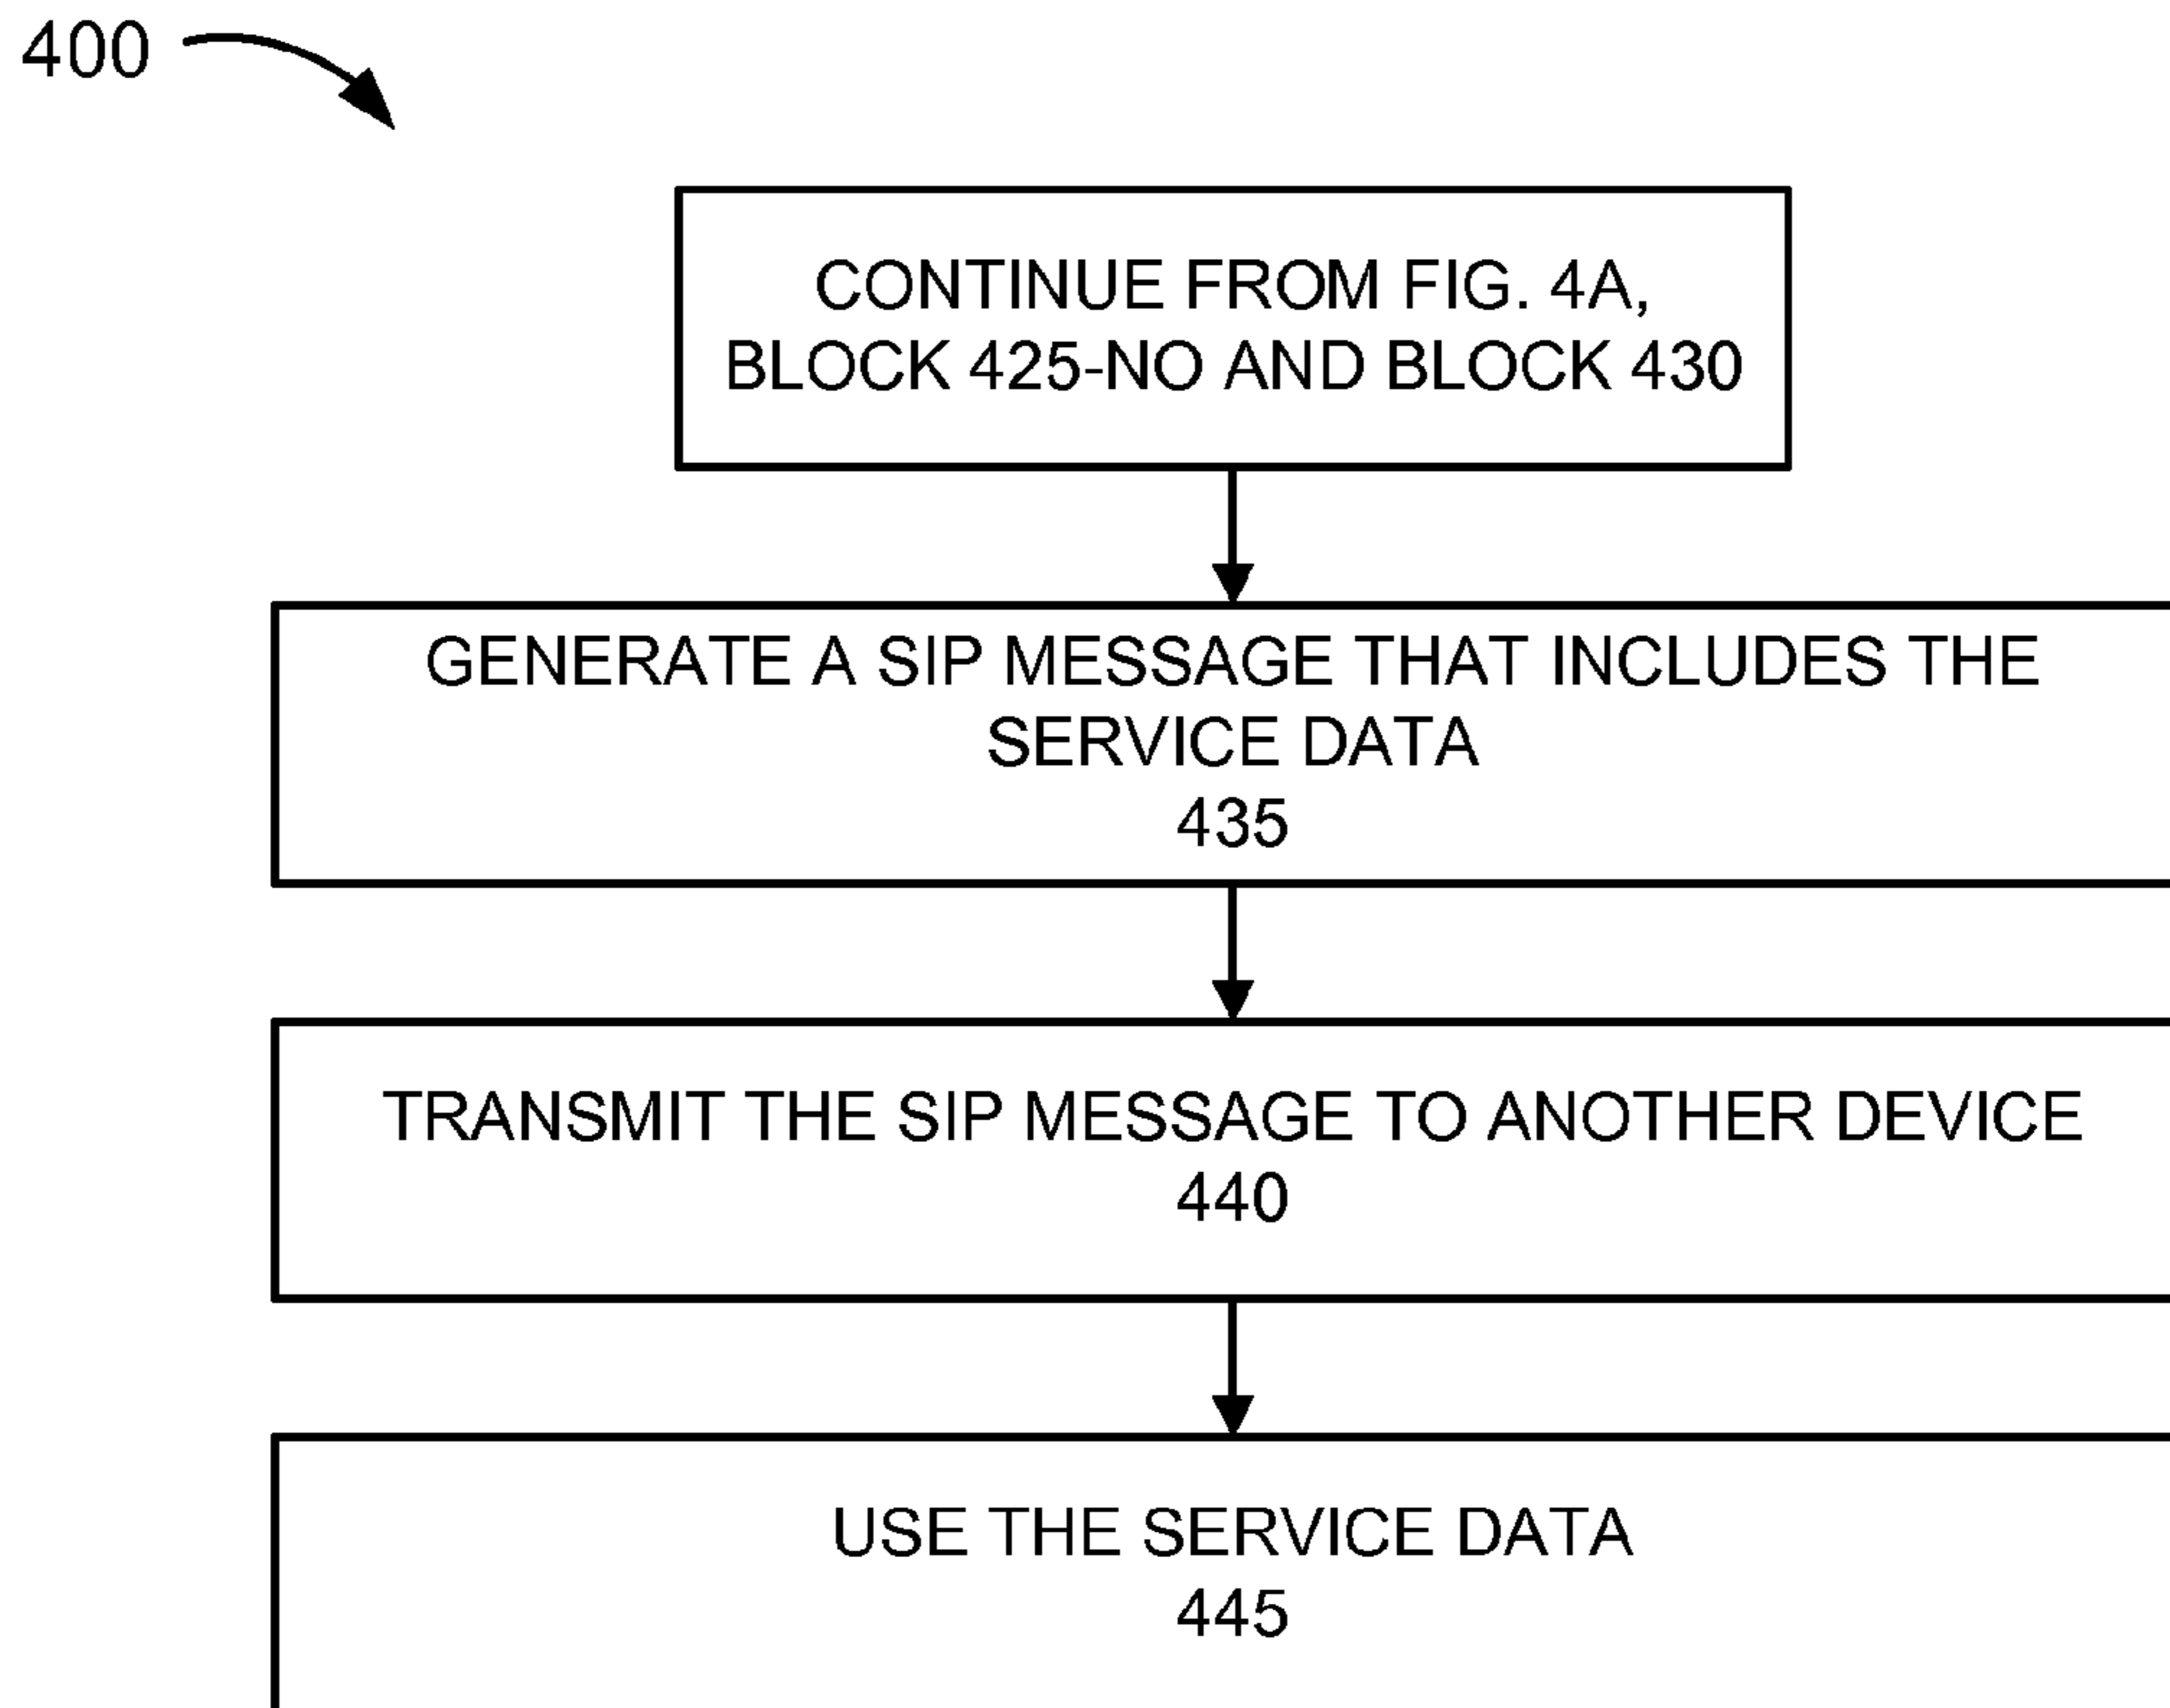 400
CONTINUE FROM FIG. 4A,
BLOCK 425-NO AND BLOCK 430
GENERATE A SIP MESSAGE THAT INCLUDES THE
SERVICE DATA
435
TRANSMIT THE SIP MESSAGE TO ANOTHER DEVICE
440
USE THE SERVICE DATA
445